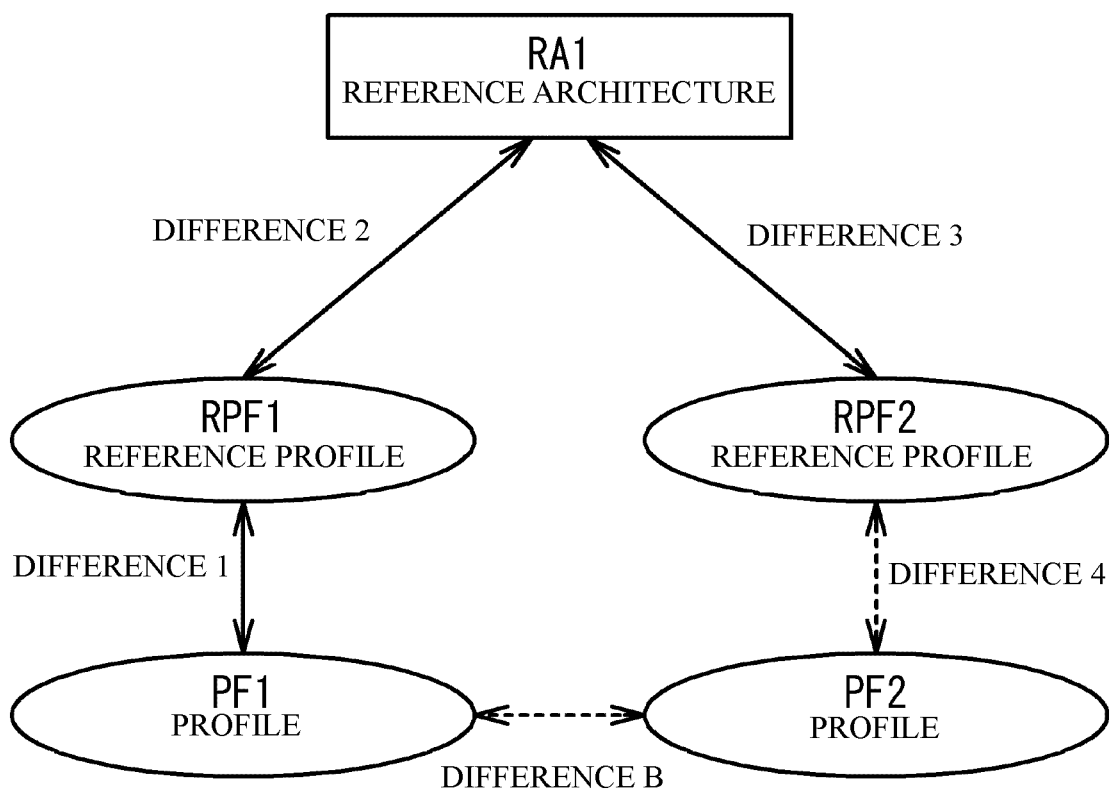 RA1
REFERENCE ARCHITECTURE
DIFFERENCE 2
DIFFERENCE 3
RPF1
REFERENCE PROFILE
RPF2
REFERENCE PROFILE
DIFFERENCE 1
DIFFERENCE 4
PF1
PROFILE
PF2
PROFILE
DIFFERENCE B